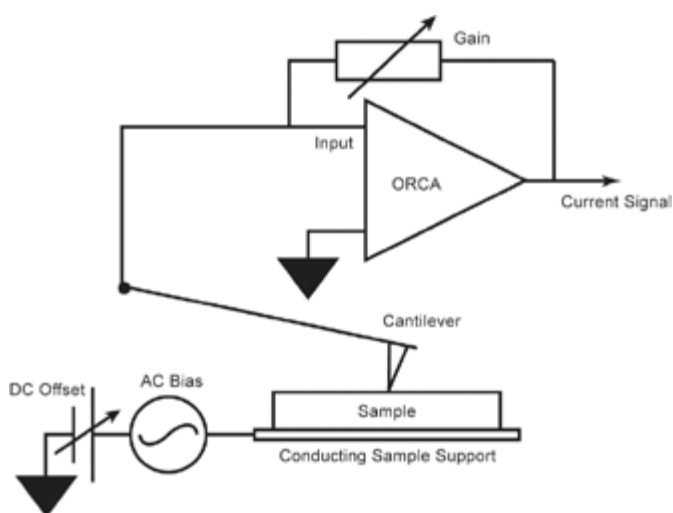 Gain
Input
ORCA
Current Signal
Cantilever
DC Offset
AC Bias
Sample
Conducting Sample Support